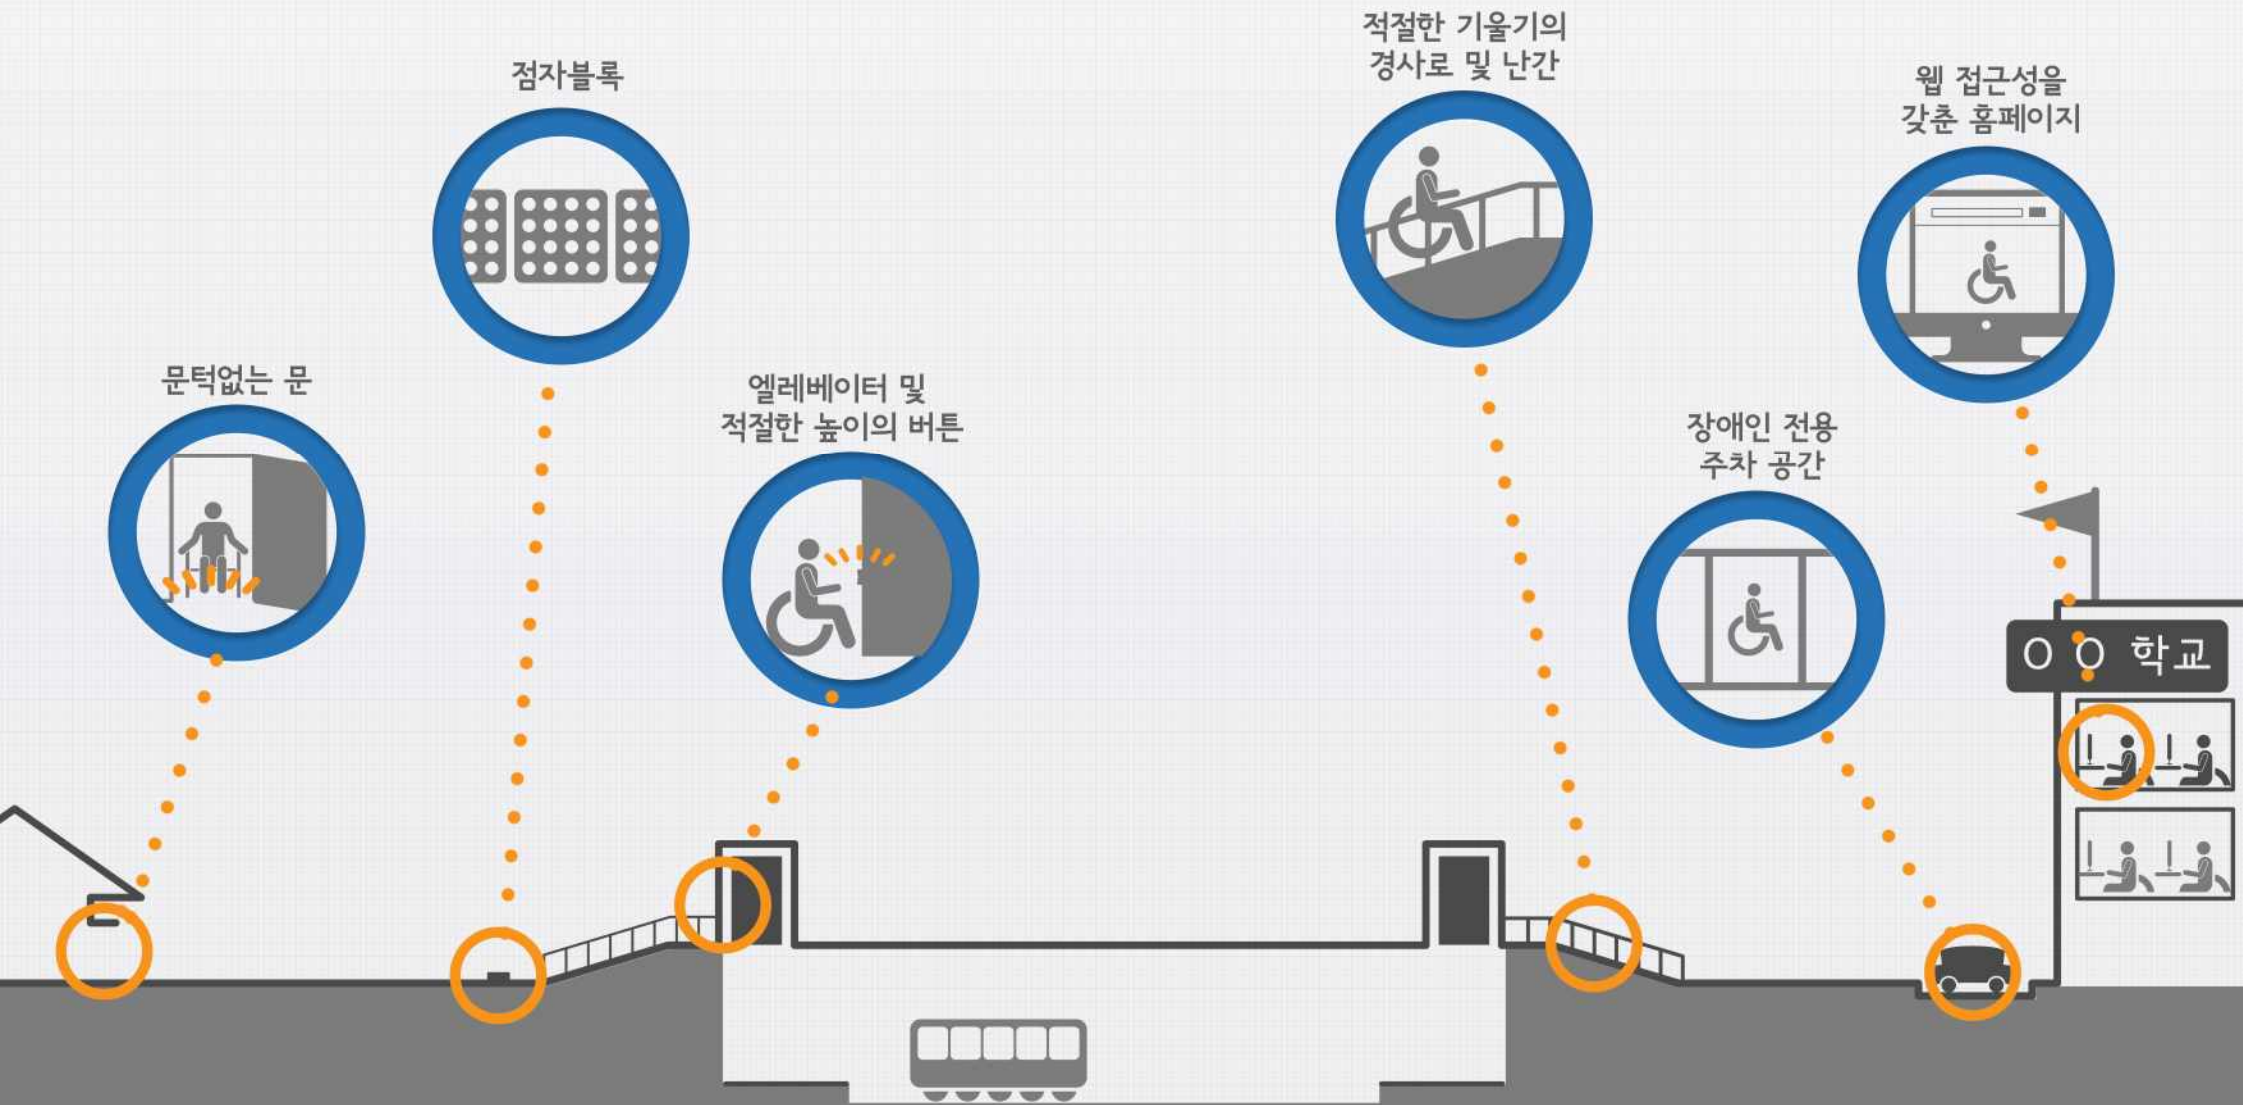 문턱없는 문
점자블록
엘레베이터 및
적절한 높이의 버튼
적절한 기울기의
경사로 및 난간
장애인 전용
주차 공간
웹 접근성을
갖춘 홈페이지
O O 학교